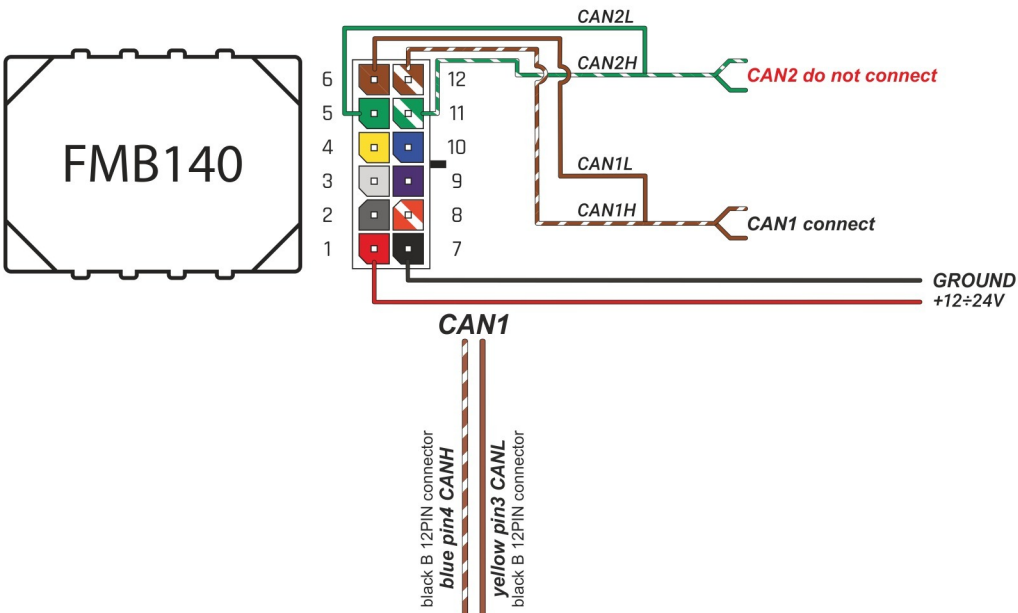 CAN2L
CAN2H
CAN2 do not connect
FMB140
6
12
5
11
4
10
3
9
2
8
1
7
CAN1L
CAN1H
CAN1 connect
GROUND
+12÷24V
CAN1
black B 12PIN connector
blue pin4 CANH
yellow pin3 CANL
black B 12PIN connector